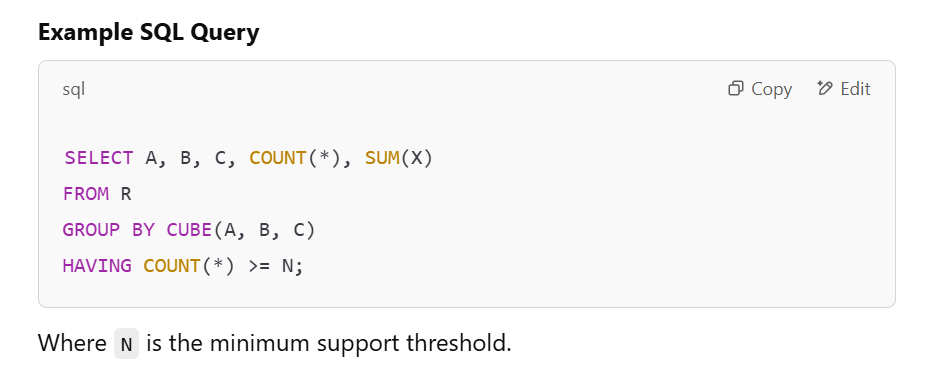 Example SQL Query
sql Copy Edit
SELECT A, B, C, COUNT(*), SUM(X)
FROM R
GROUP BY CUBE(A, B, C)
HAVING COUNT(*) >= N;
Where N is the minimum support threshold.